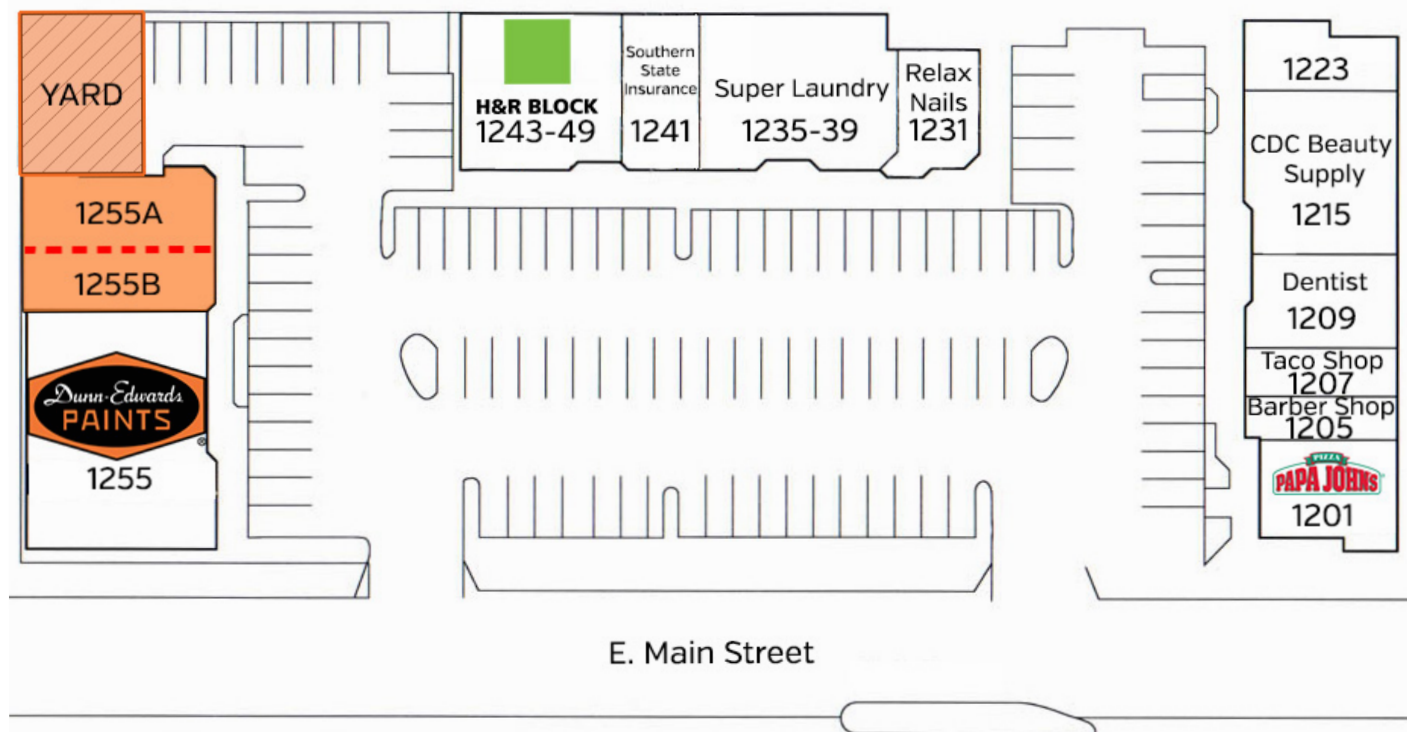 YARD
1255A
1255B
Dunn-Edwards
PAINTS
®
1255
H&R BLOCK
1243-49
Southern
State
Insurance
1241
Super Laundry
1235-39
Relax
Nails
1231
1223
CDC Beauty
Supply
1215
Dentist
1209
Taco Shop
1207
Barber Shop
1205
PIZZA
PAPA JOHNS
1201
E. Main Street